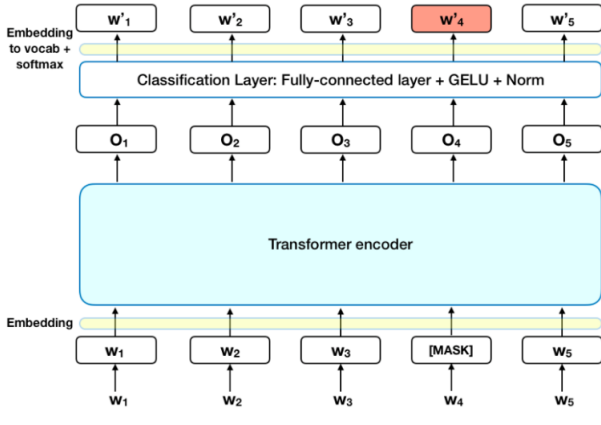 Embedding
to vocab +
softmax
w'₁ w'₂ w'₃ w'₄ w'₅
Classification Layer: Fully-connected layer + GELU + Norm
O₁ O₂ O₃ O₄ O₅
Transformer encoder
Embedding
W₁ W₂ W₃ [MASK] W₅
W₁ W₂ W₃ W₄ W₅